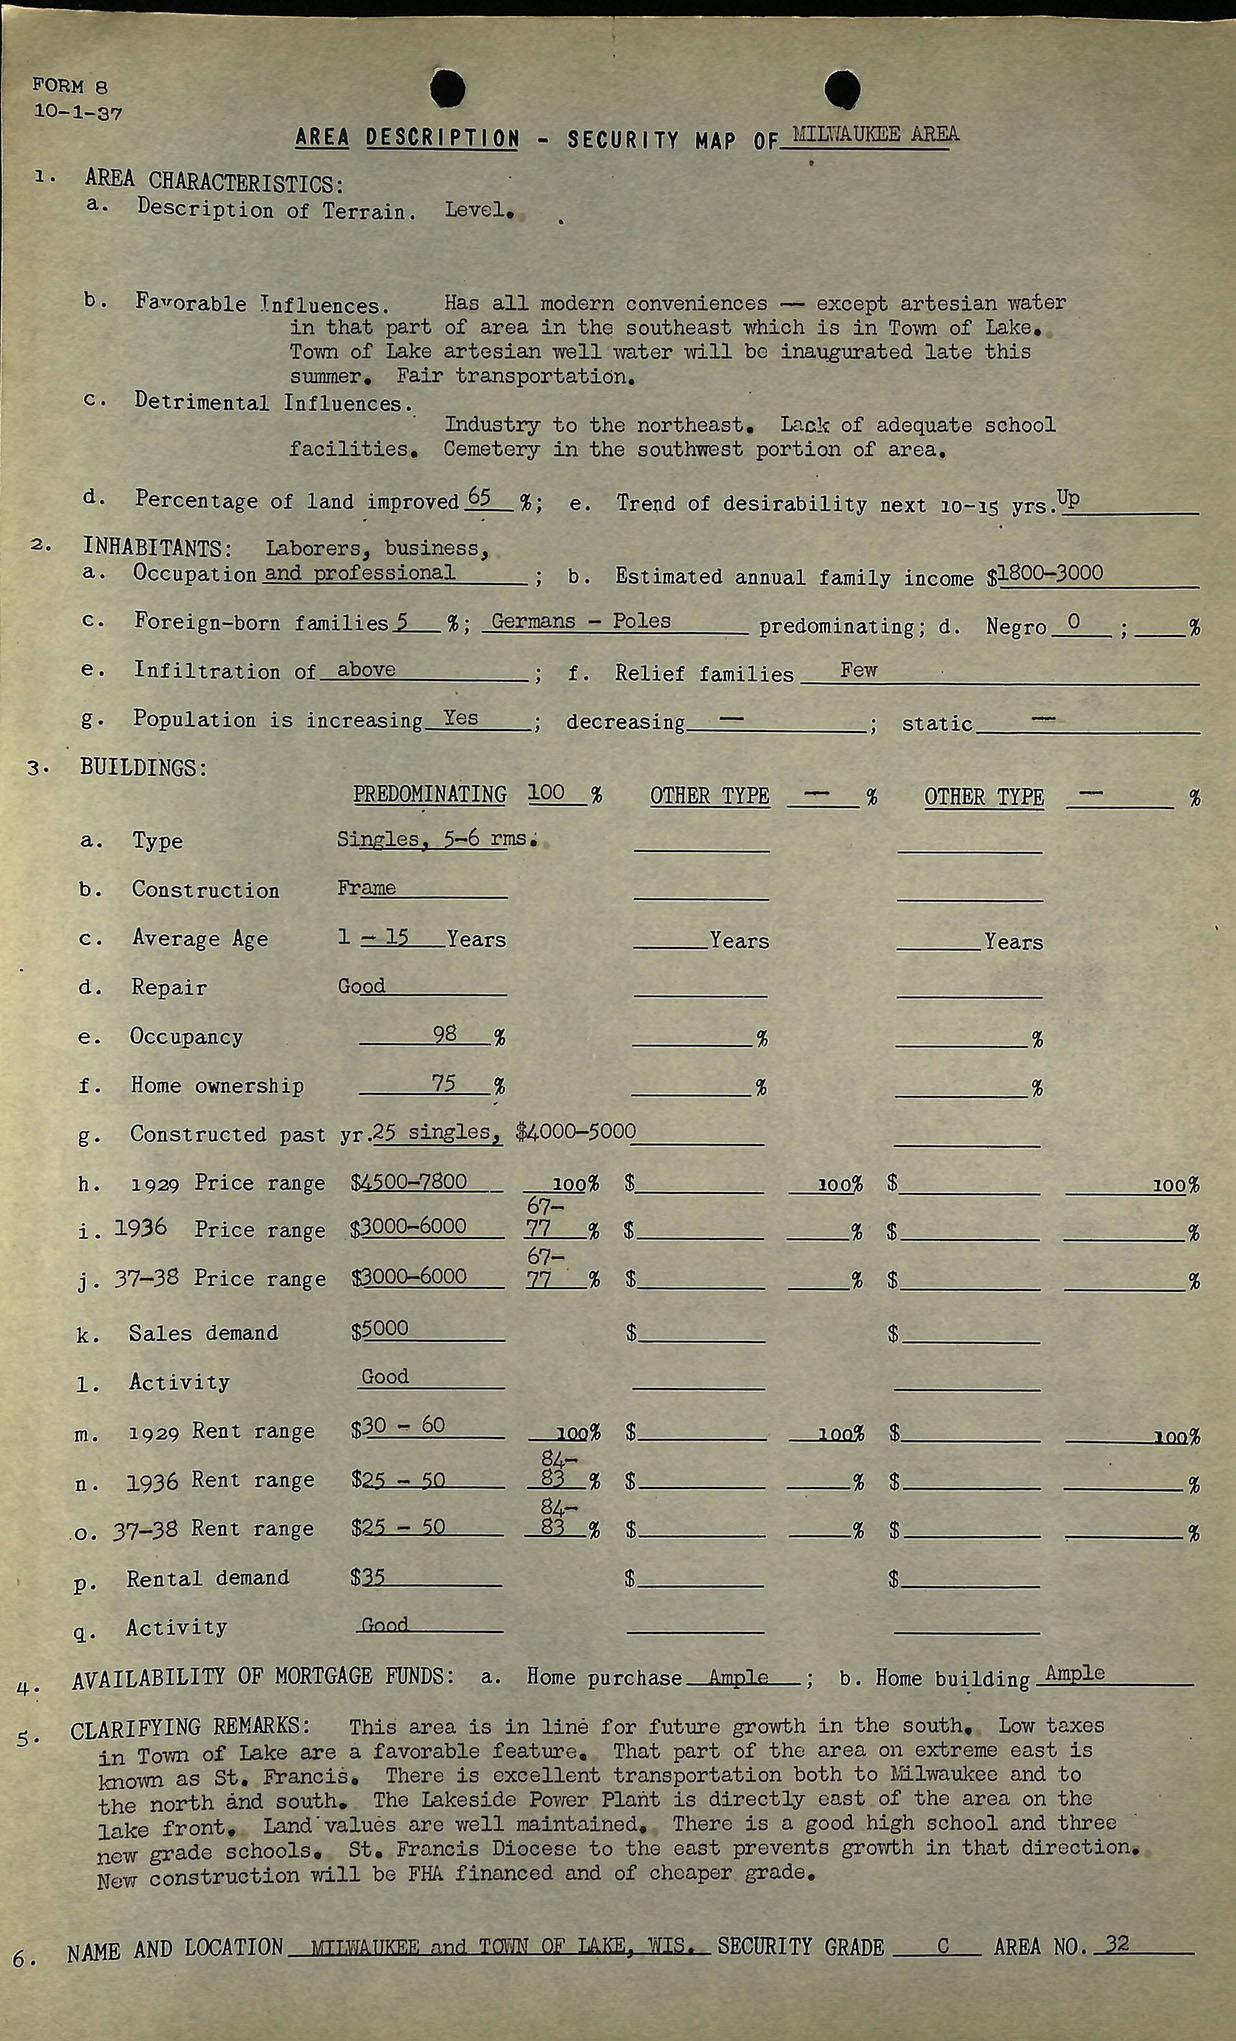 FORM 8
10-1-37
AREA DESCRIPTION - SECURITY MAP OF MILWAUKEE AREA
1. AREA CHARACTERISTICS:
a. Description of Terrain. Level.
b. Favorable Influences. Has all modern conveniences — except artesian water
in that part of area in the southeast which is in Town of Lake.
Town of Lake artesian well water will be inaugurated late this
summer. Fair transportation.
c. Detrimental Influences.
Industry to the northeast. Lack of adequate school
facilities. Cemetery in the southwest portion of area.
d. Percentage of land improved 65 %; e. Trend of desirability next 10-15 yrs. Up
2. INHABITANTS: Laborers, business,
a. Occupation and professional ; b. Estimated annual family income $1800-3000
c. Foreign-born families 5 %; Germans - Poles predominating; d. Negro 0 ; %
e. Infiltration of above ; f. Relief families Few
g. Population is increasing Yes ; decreasing — ; static —
3. BUILDINGS:
PREDOMINATING 100 % OTHER TYPE — % OTHER TYPE — %
a. Type Singles, 5-6 rms.
b. Construction Frame
c. Average Age 1 - 15 Years Years Years
d. Repair Good
e. Occupancy 98 % % %
f. Home ownership 75 % % %
g. Constructed past yr. 25 singles, $4000-5000
h. 1929 Price range $4500-7800 100% $ 100% $ 100%
67-
i. 1936 Price range $3000-6000 77 % $ % $ %
67-
j. 37-38 Price range $3000-6000 77 % $ % $ %
k. Sales demand $5000 $ $
l. Activity Good
m. 1929 Rent range $30 - 60 100% $ 100% $ 100%
84-
n. 1936 Rent range $25 - 50 83 % $ % $ %
84-
o. 37-38 Rent range $25 - 50 83 % $ % $ %
p. Rental demand $35 $ $
q. Activity Good
4. AVAILABILITY OF MORTGAGE FUNDS: a. Home purchase Ample ; b. Home building Ample
5. CLARIFYING REMARKS: This area is in line for future growth in the south. Low taxes
in Town of Lake are a favorable feature. That part of the area on extreme east is
known as St. Francis. There is excellent transportation both to Milwaukee and to
the north and south. The Lakeside Power Plant is directly east of the area on the
lake front. Land values are well maintained. There is a good high school and three
new grade schools. St. Francis Diocese to the east prevents growth in that direction.
New construction will be FHA financed and of cheaper grade.
6. NAME AND LOCATION MILWAUKEE and TOWN OF LAKE, WIS. SECURITY GRADE C AREA NO. 32